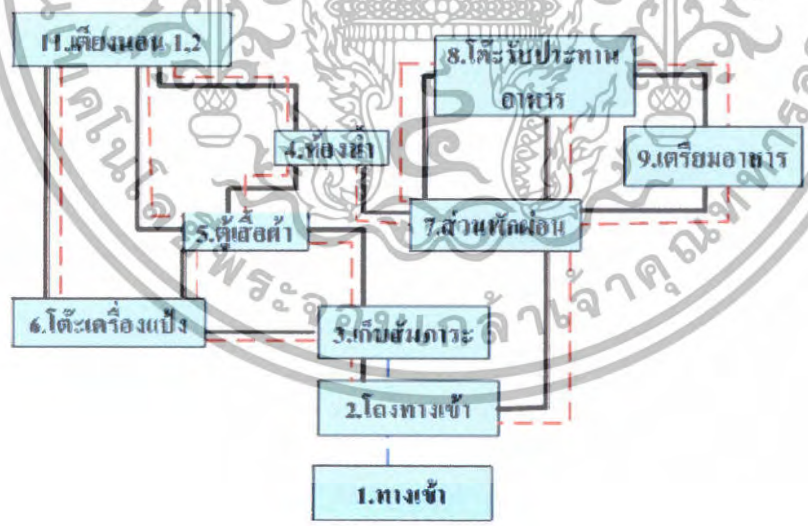 11.เตียงนอน 1,2
8.โต๊ะรับประทาน
อาหาร
4.ห้องน้ำ
9.เตรียมอาหาร
5.ตู้เสื้อผ้า
7.ส่วนพักผ่อน
6.โต๊ะเครื่องแป้ง
3.เก็บสัมภาระ
2.โถงทางเข้า
1.ทางเข้า